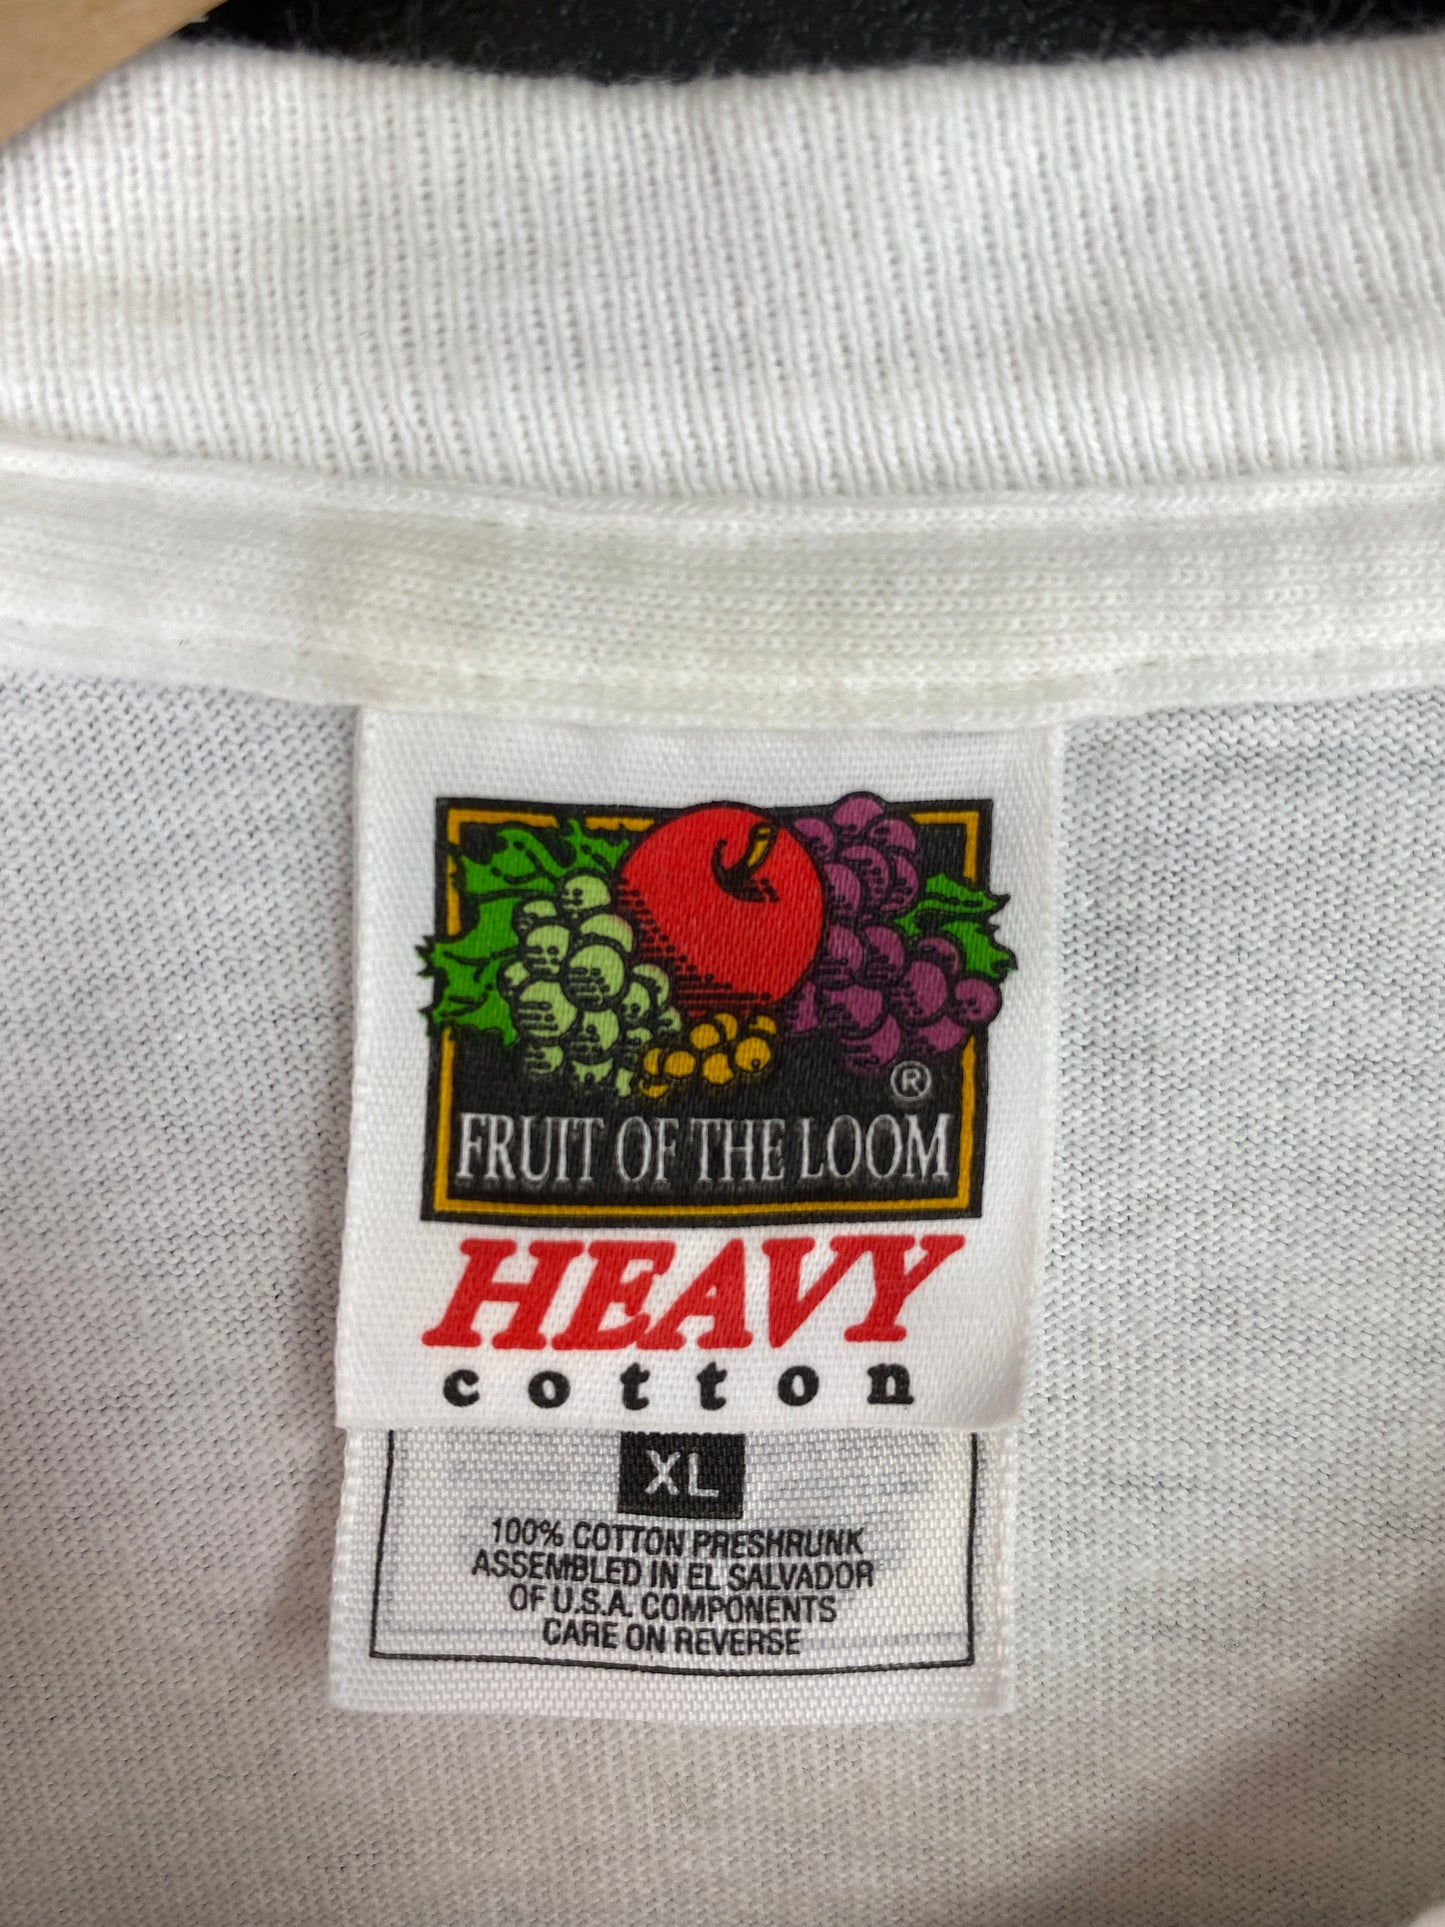 ®
FRUIT OF THE LOOM
HEAVY
cotton
XL
100% COTTON PRESHRUNK
ASSEMBLED IN EL SALVADOR
OF U.S.A. COMPONENTS
CARE ON REVERSE